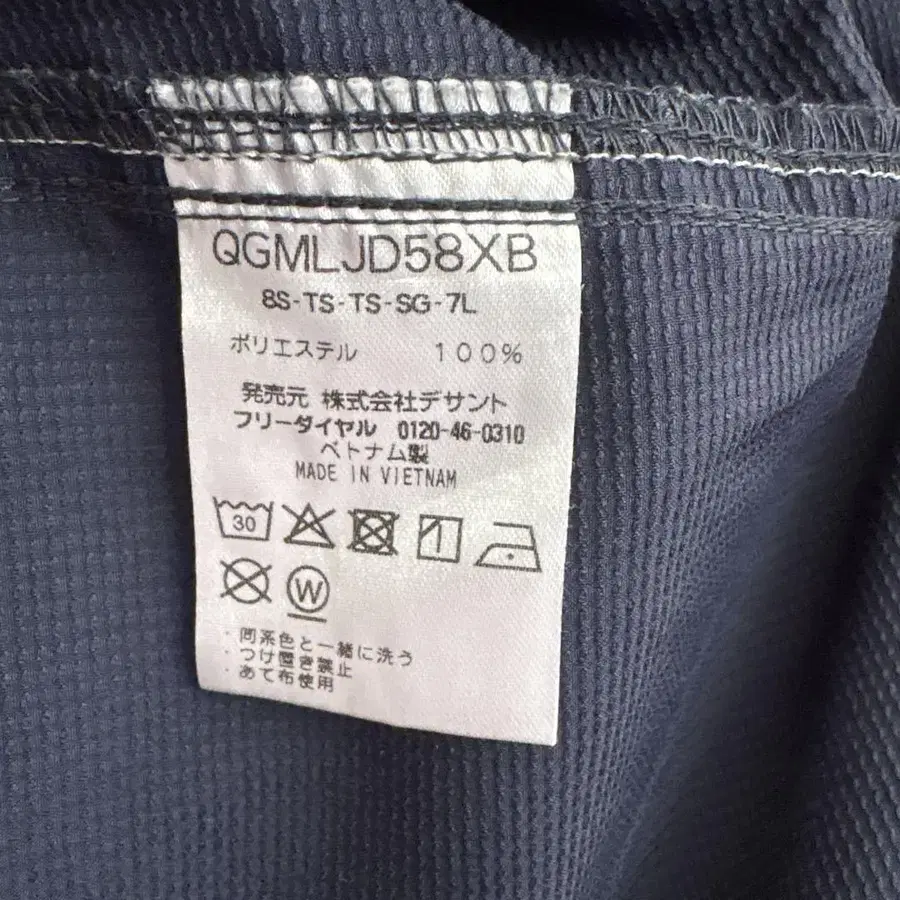 QGMLJD58XB
8S-TS-TS-SG-7L
ポリエステル 100%
発売元 株式会社デサント
フリーダイヤル 0120-46-0310
ベトナム製
MADE IN VIETNAM
30
W
・同系色と一緒に洗う
・つけ置き禁止
・あて布使用